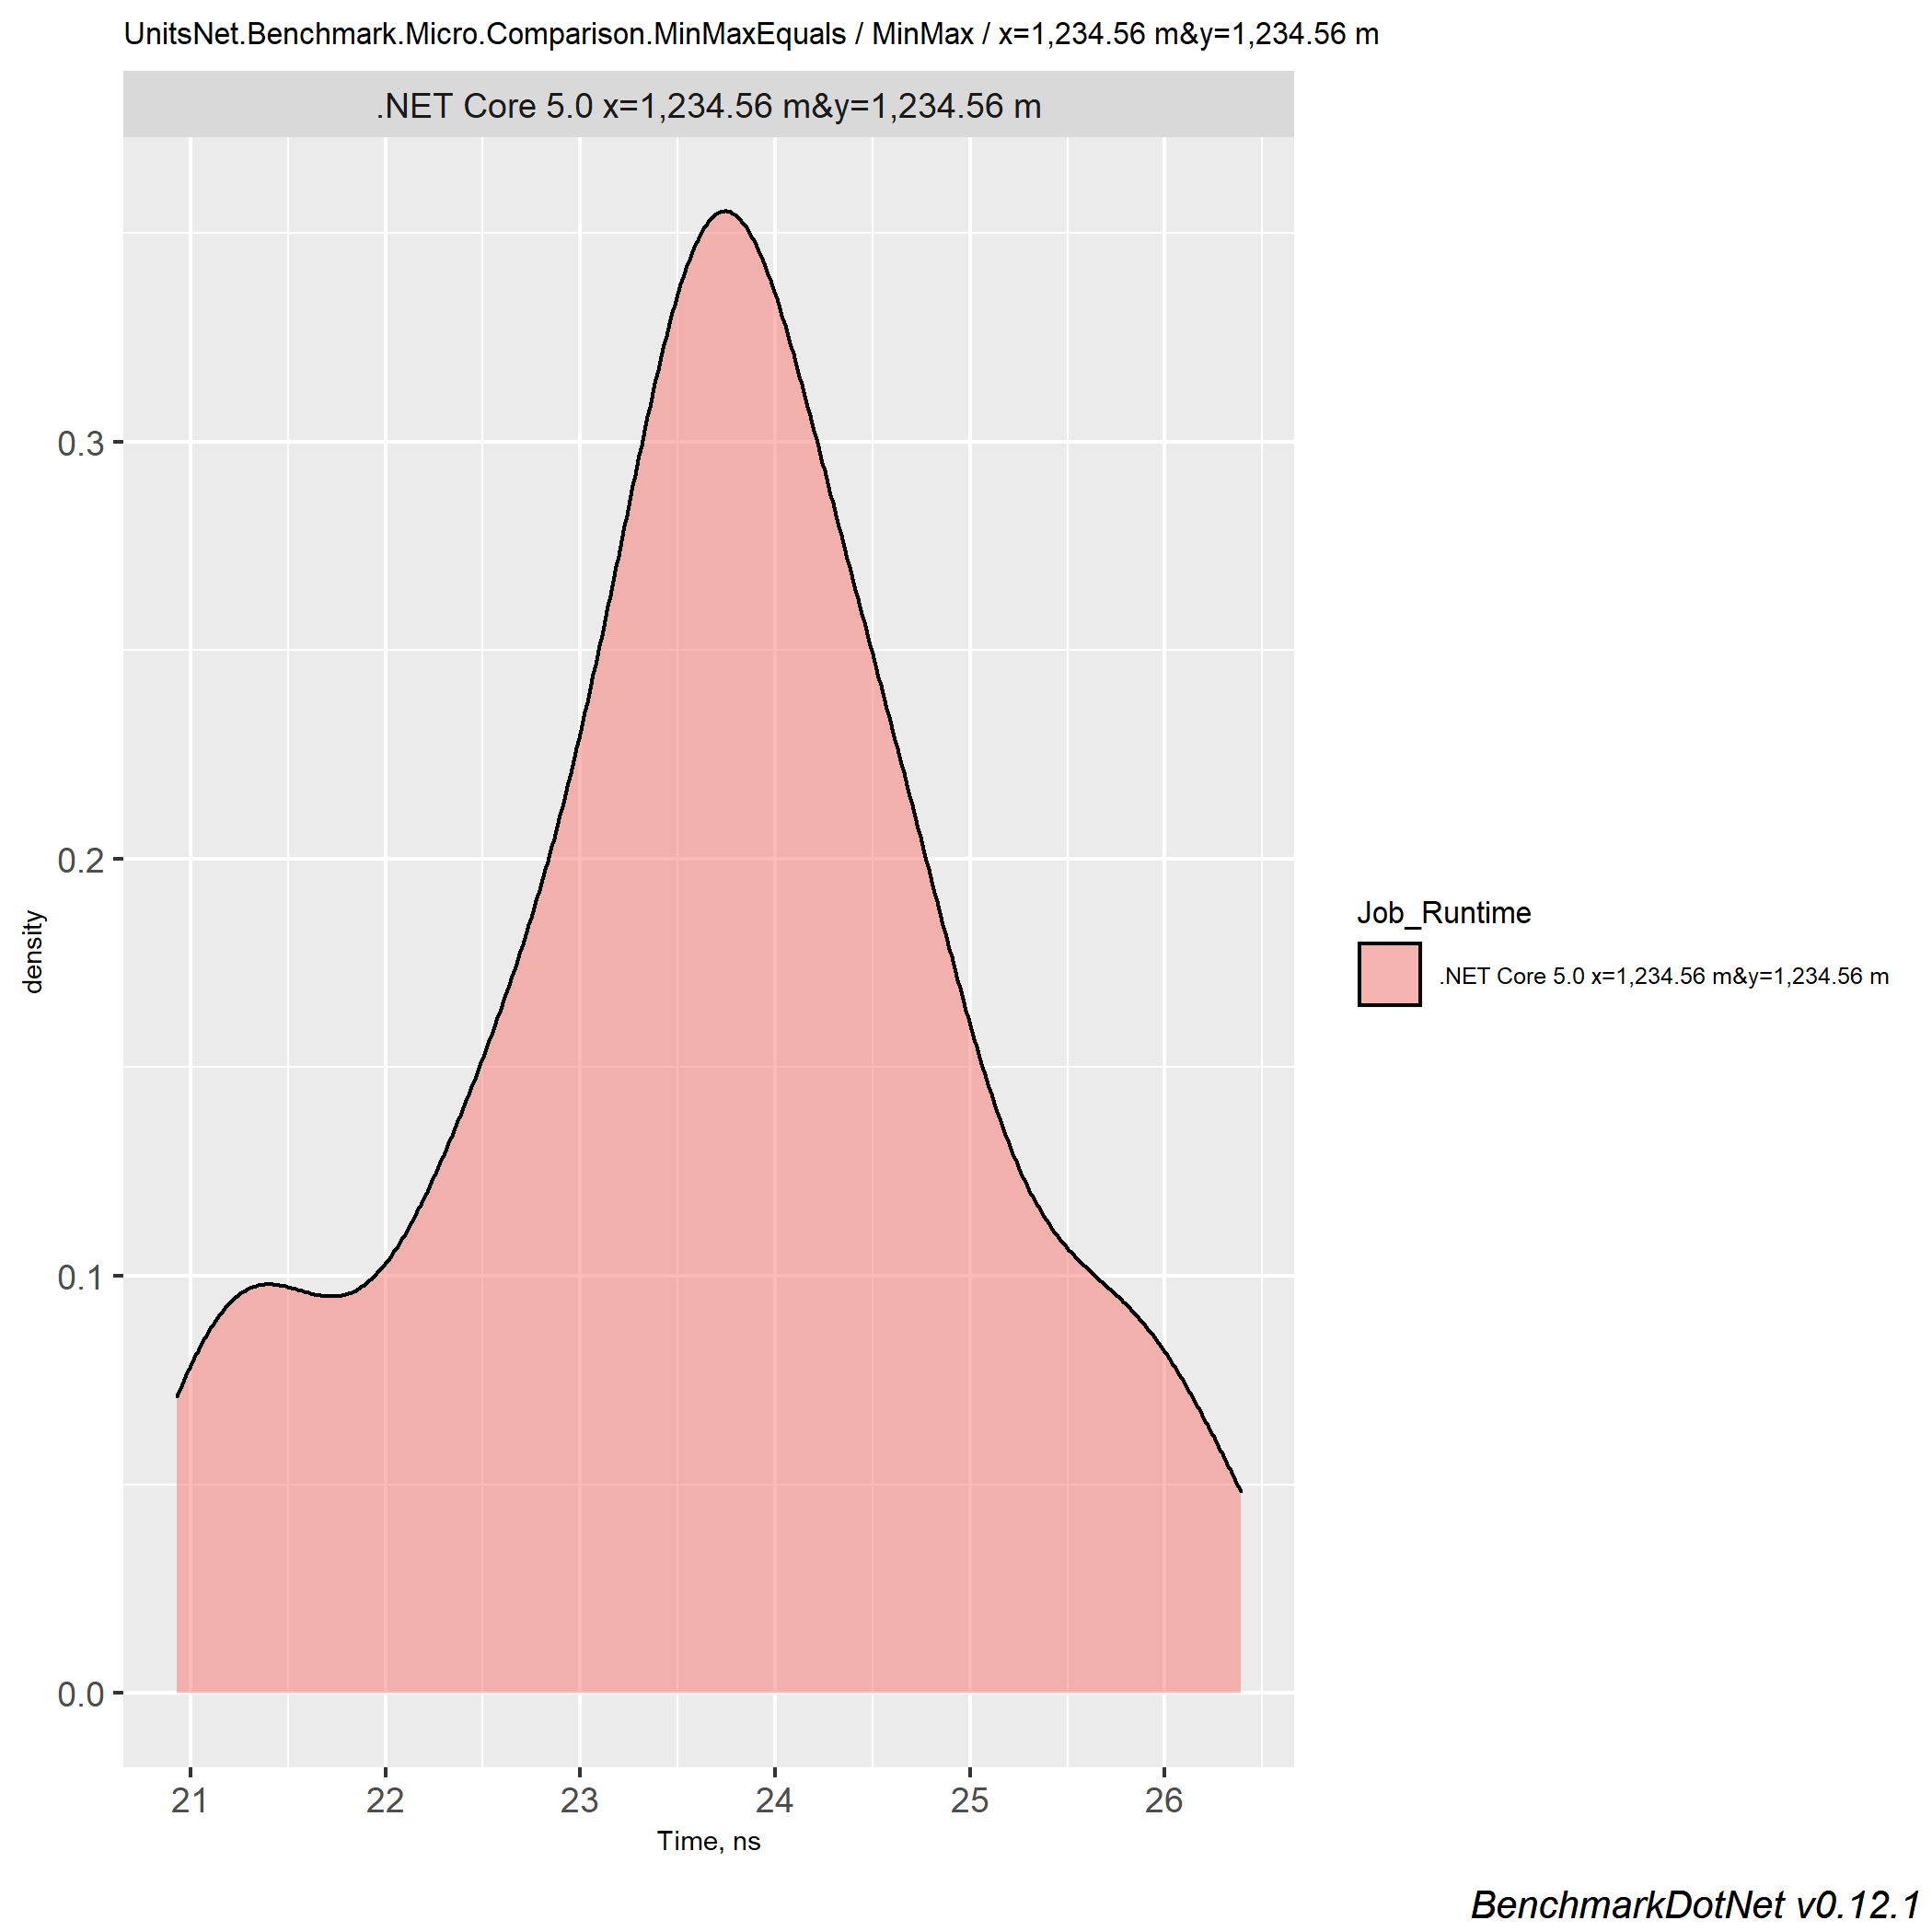 UnitsNet.Benchmark.Micro.Comparison.MinMaxEquals / MinMax / x=1,234.56 m&y=1,234.56 m
.NET Core 5.0 x=1,234.56 m&y=1,234.56 m
0.3
0.2
0.1
0.0
density
21 22 23 24 25 26
Time, ns
Job_Runtime
.NET Core 5.0 x=1,234.56 m&y=1,234.56 m
BenchmarkDotNet v0.12.1